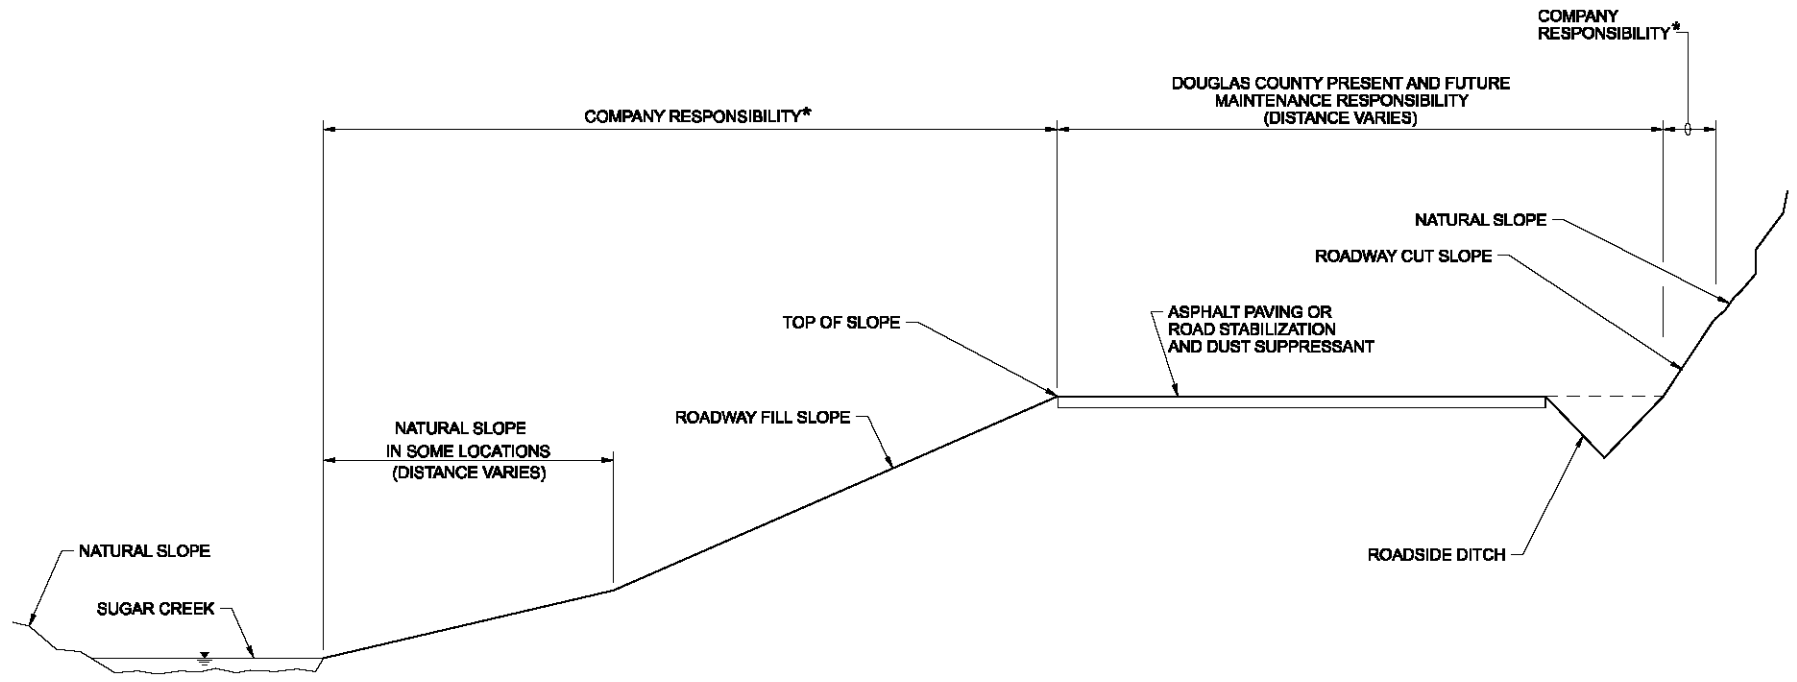 COMPANY
RESPONSIBILITY*
DOUGLAS COUNTY PRESENT AND FUTURE
MAINTENANCE RESPONSIBILITY
(DISTANCE VARIES)
COMPANY RESPONSIBILITY*
NATURAL SLOPE
ROADWAY CUT SLOPE
ASPHALT PAVING OR
ROAD STABILIZATION
AND DUST SUPPRESSANT
TOP OF SLOPE
ROADWAY FILL SLOPE
NATURAL SLOPE
IN SOME LOCATIONS
(DISTANCE VARIES)
NATURAL SLOPE
ROADSIDE DITCH
SUGAR CREEK